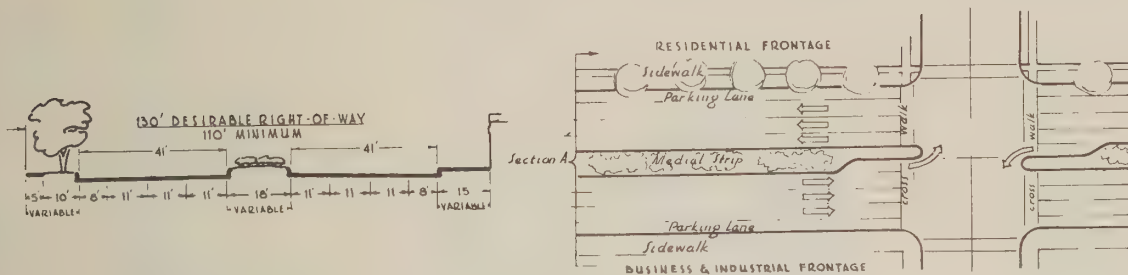 130' DESIRABLE RIGHT-OF-WAY
110' MINIMUM
41' 41'
5' 10' 8' 11' 11' 11' 18' 11' 11 11 8' 15
VARIABLE VARIABLE VARIABLE
RESIDENTIAL FRONTAGE
Sidewalk
Parking Lane
walk walk
Section A
Medial Strip
cross cross
Parking Lane
Sidewalk
BUSINESS & INDUSTRIAL FRONTAGE